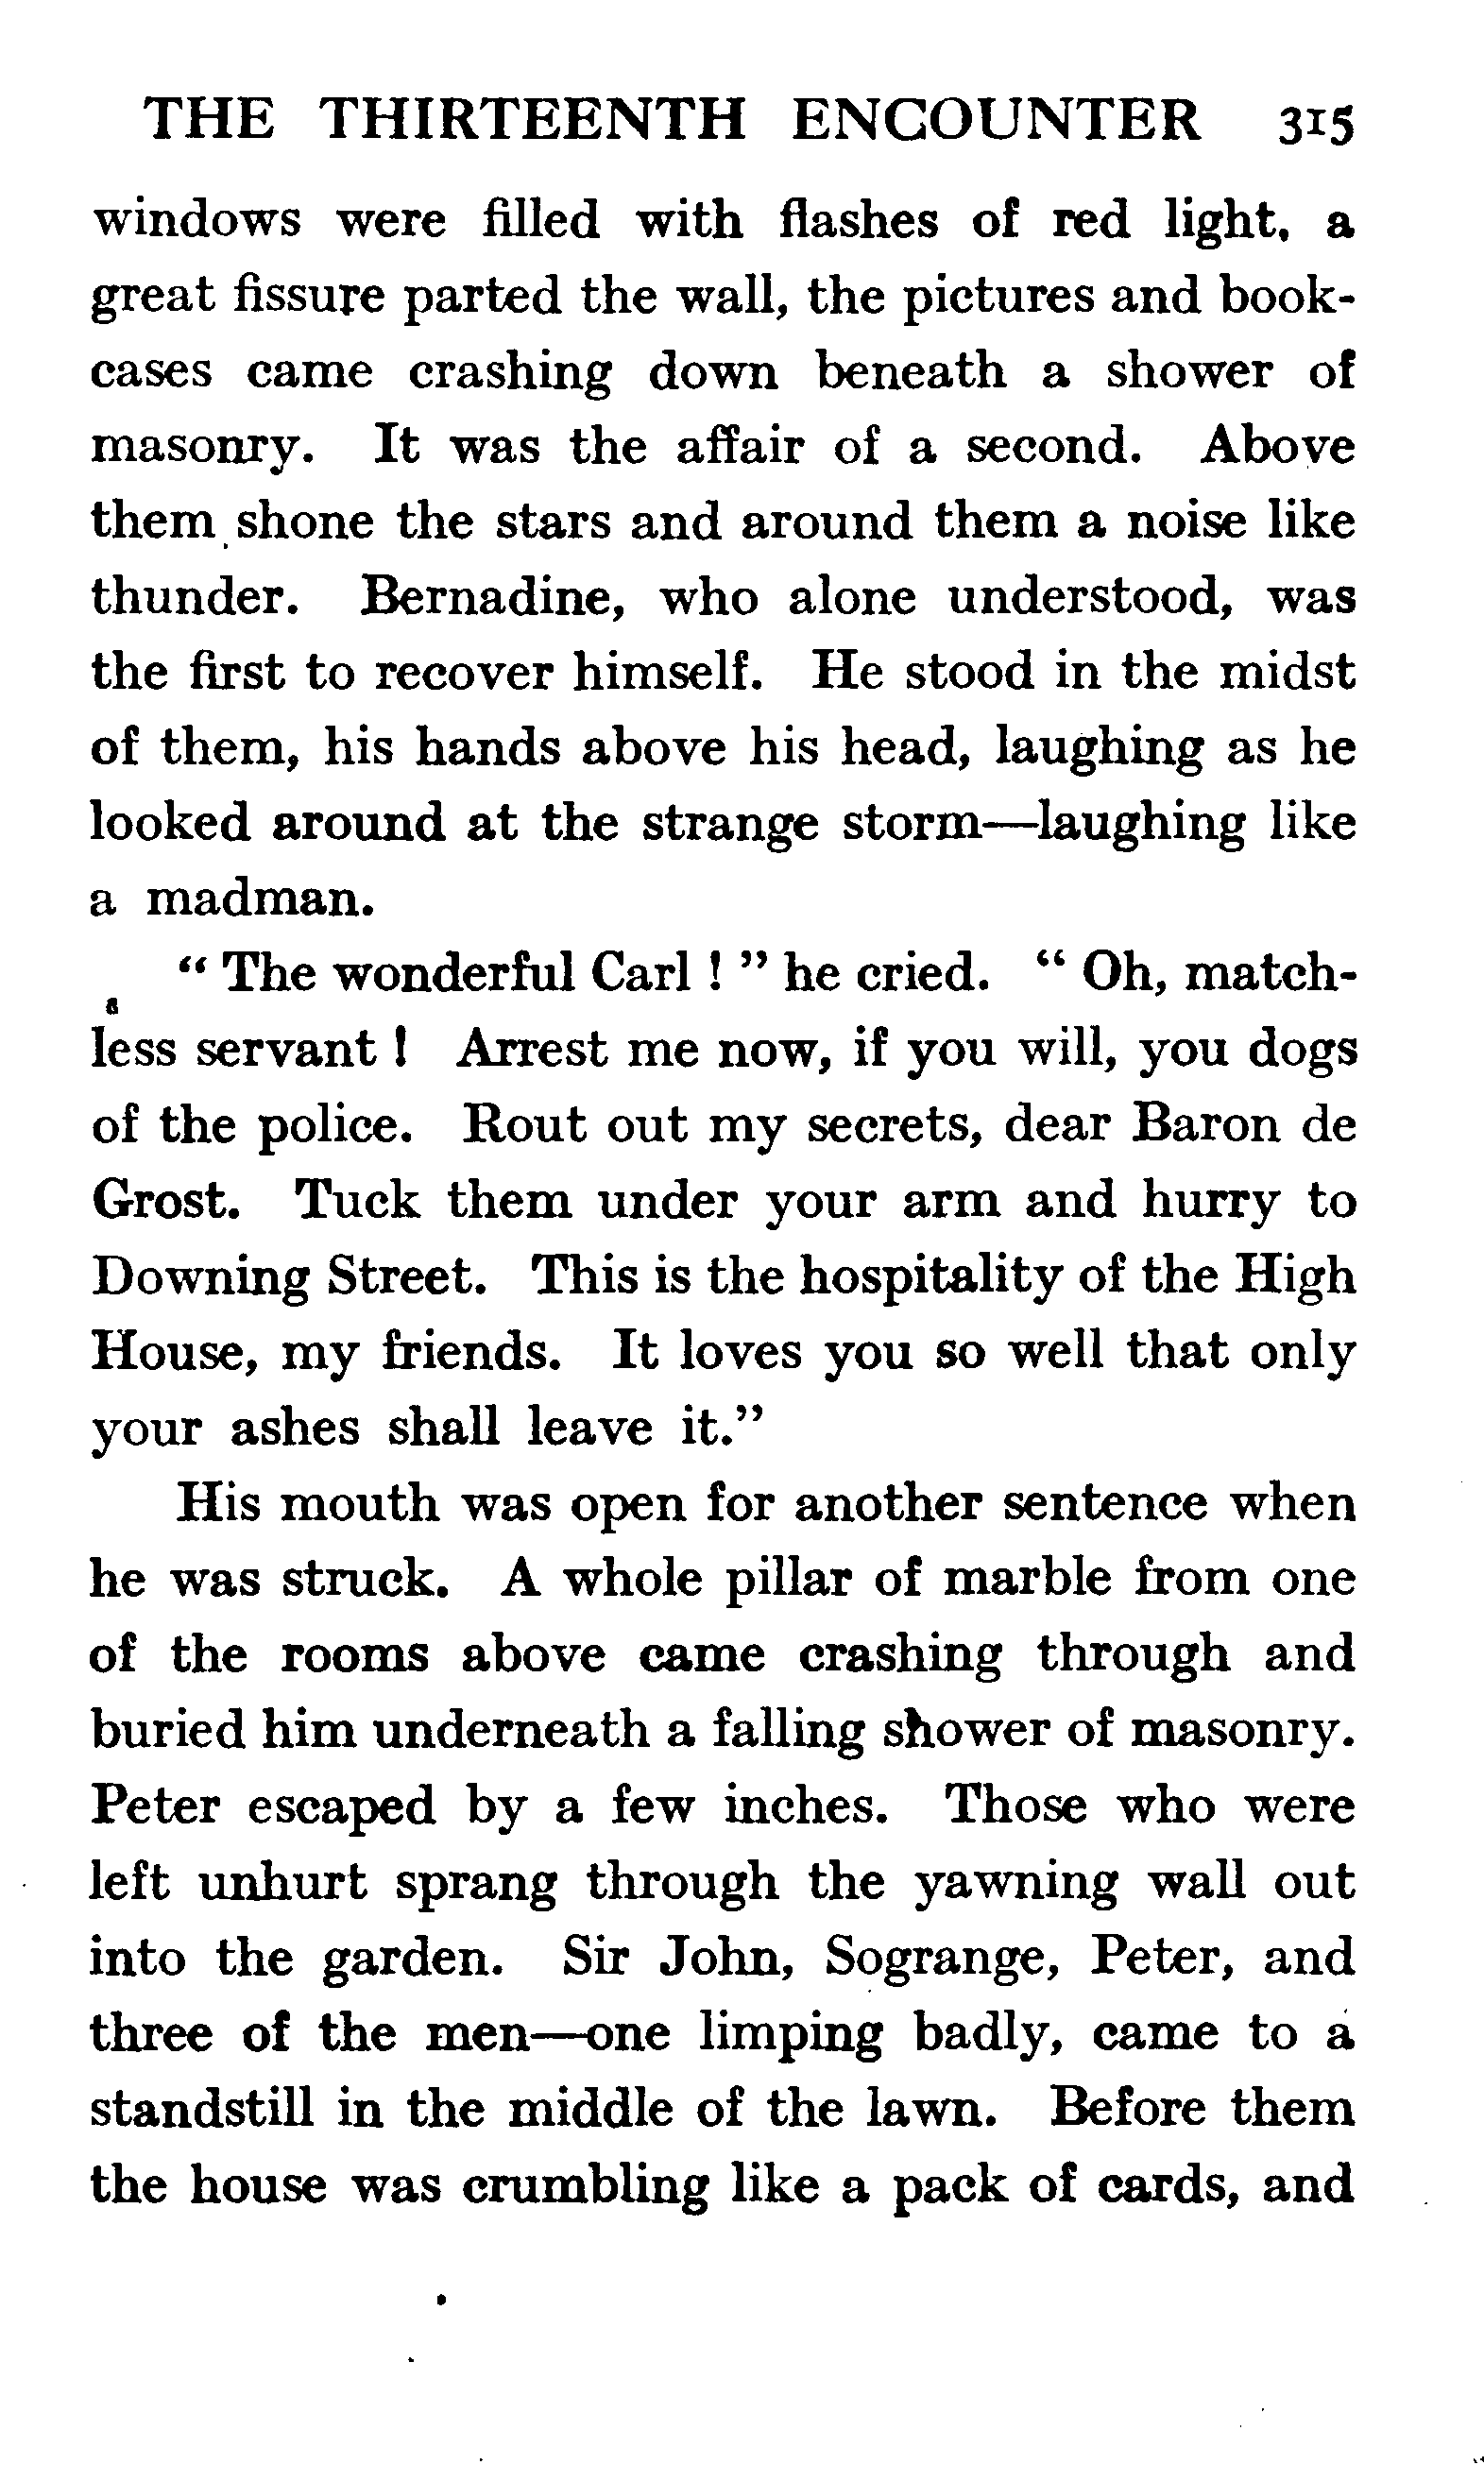 THE THIRTEENTH ENCOUNTER 315
windows were filled with flashes of red light, a
great fissure parted the wall, the pictures and book-
cases came crashing down beneath a shower of
masonry. It was the affair of a second. Above
them shone the stars and around them a noise like
thunder. Bernadine, who alone understood, was
the first to recover himself. He stood in the midst
of them, his hands above his head, laughing as he
looked around at the strange storm—laughing like
a madman.
“ The wonderful Carl ! ” he cried. “ Oh, match-
less servant ! Arrest me now, if you will, you dogs
of the police. Rout out my secrets, dear Baron de
Grost. Tuck them under your arm and hurry to
Downing Street. This is the hospitality of the High
House, my friends. It loves you so well that only
your ashes shall leave it.”
His mouth was open for another sentence when
he was struck. A whole pillar of marble from one
of the rooms above came crashing through and
buried him underneath a falling shower of masonry.
Peter escaped by a few inches. Those who were
left unhurt sprang through the yawning wall out
into the garden. Sir John, Sogrange, Peter, and
three of the men—one limping badly, came to a
standstill in the middle of the lawn. Before them
the house was crumbling like a pack of cards, and